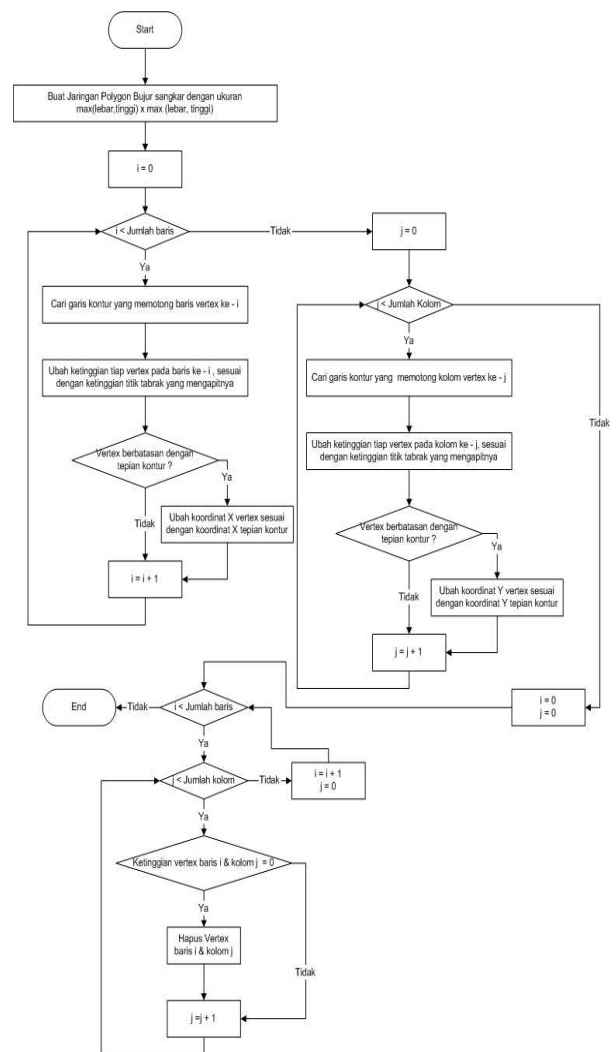 Start
Buat Jaringan Polygon Bujur sangkar dengan ukuran
max(lebar,tinggi) x max (lebar, tinggi)
i = 0
i < Jumlah baris
Tidak
Ya
Cari garis kontur yang memotong baris vertex ke - i
Ubah ketinggian tiap vertex pada baris ke - i , sesuai
dengan ketinggian titik tabrak yang mengapitnya
Vertex berbatasan dengan
tepian kontur ?
Ya
Tidak
Ubah koordinat X vertex sesuai
dengan koordinat X tepian kontur
i = i + 1
j = 0
j < Jumlah Kolom
Ya
Tidak
Cari garis kontur yang memotong kolom vertex ke - j
Ubah ketinggian tiap vertex pada kolom ke - j, sesuai
dengan ketinggian titik tabrak yang mengapitnya
Vertex berbatasan dengan
tepian kontur ?
Ya
Tidak
Ubah koordinat Y vertex sesuai
dengan koordinat Y tepian kontur
j = j + 1
i = 0
j = 0
i < Jumlah baris
Tidak
End
Ya
j < Jumlah kolom
Tidak
i = i + 1
j = 0
Ya
Ketinggian vertex baris i & kolom j = 0
Ya
Tidak
Hapus Vertex
baris i & kolom j
j =j + 1